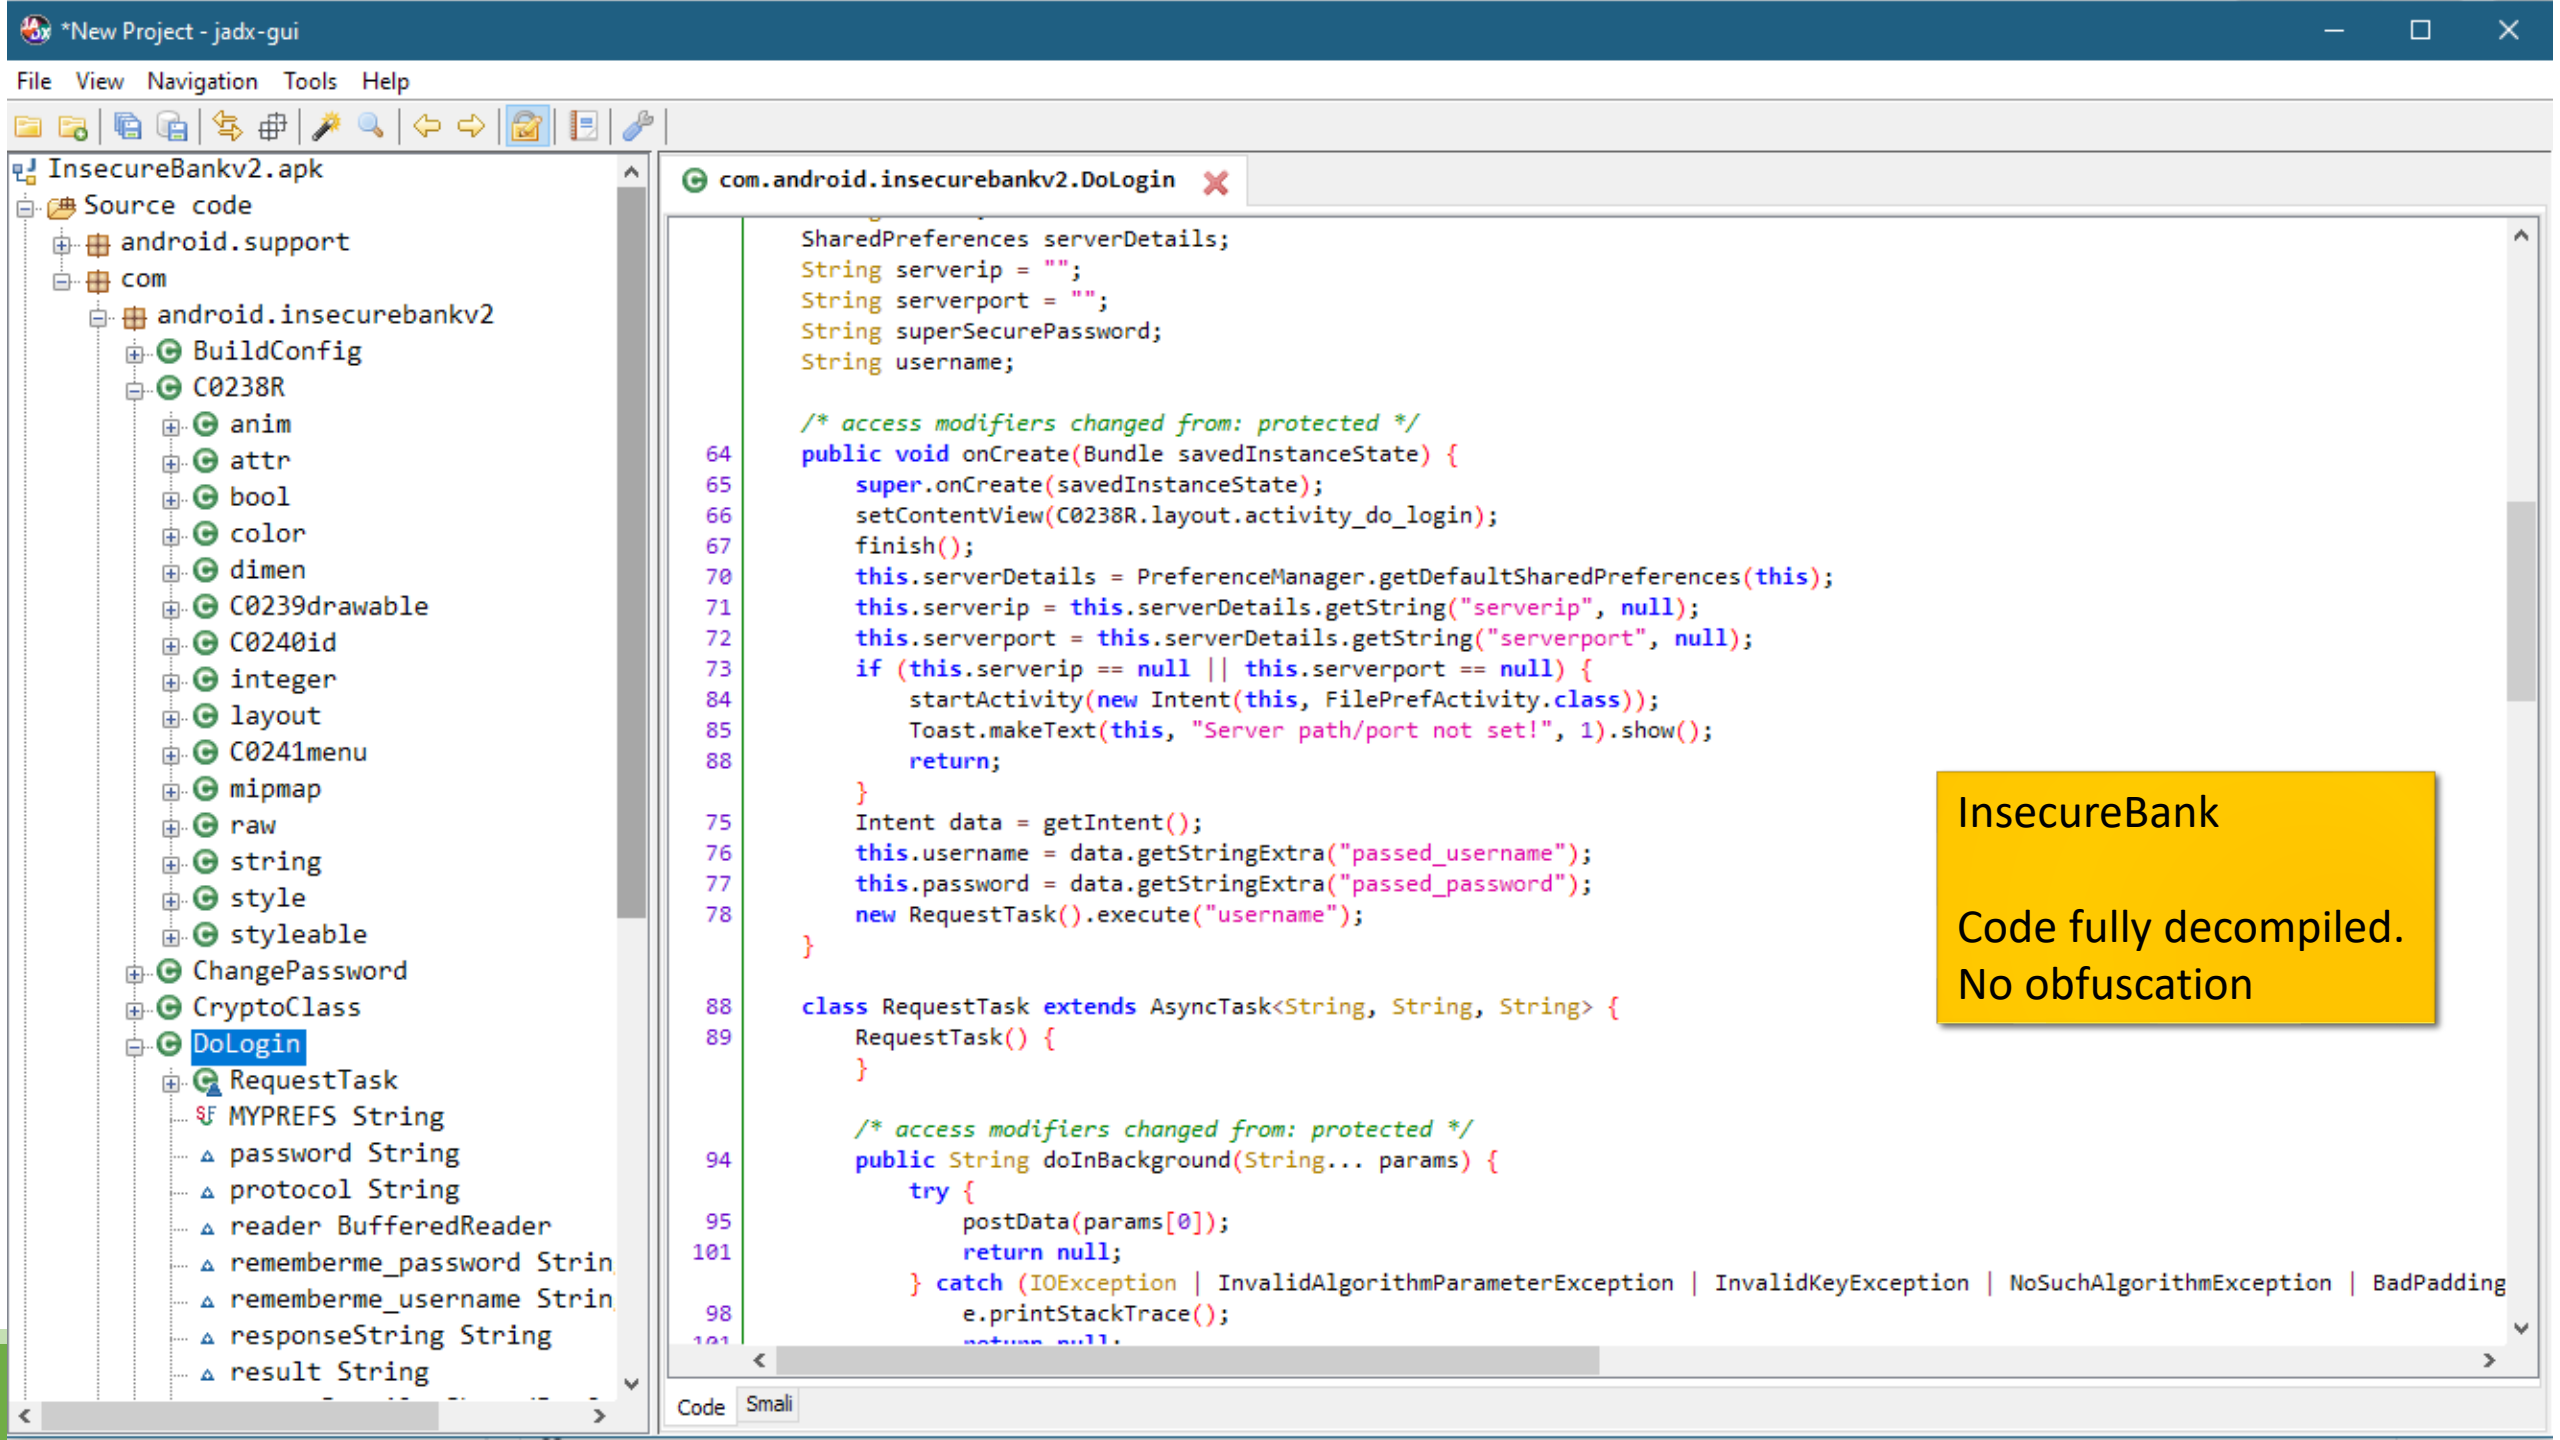 *New Project - jadx-gui
File View Navigation Tools Help
InsecureBankv2.apk
Source code
android.support
com
android.insecurebankv2
BuildConfig
C0238R
anim
attr
bool
color
dimen
C0239drawable
C0240id
integer
layout
C0241menu
mipmap
raw
string
style
styleable
ChangePassword
CryptoClass
DoLogin
RequestTask
MYPREFS String
password String
protocol String
reader BufferedReader
rememberme_password Strin
rememberme_username Strin
responseString String
result String
com.android.insecurebankv2.DoLogin
SharedPreferences serverDetails;
String serverip = "";
String serverport = "";
String superSecurePassword;
String username;
/* access modifiers changed from: protected */
64 public void onCreate(Bundle savedInstanceState) {
65 super.onCreate(savedInstanceState);
66 setContentView(C0238R.layout.activity_do_login);
67 finish();
70 this.serverDetails = PreferenceManager.getDefaultSharedPreferences(this);
71 this.serverip = this.serverDetails.getString("serverip", null);
72 this.serverport = this.serverDetails.getString("serverport", null);
73 if (this.serverip == null || this.serverport == null) {
84 startActivity(new Intent(this, FilePrefActivity.class));
85 Toast.makeText(this, "Server path/port not set!", 1).show();
88 return;
}
75 Intent data = getIntent();
76 this.username = data.getStringExtra("passed_username");
77 this.password = data.getStringExtra("passed_password");
78 new RequestTask().execute("username");
}
88 class RequestTask extends AsyncTask<String, String, String> {
89 RequestTask() {
}
/* access modifiers changed from: protected */
94 public String doInBackground(String... params) {
try {
95 postData(params[0]);
101 return null;
} catch (IOException | InvalidAlgorithmParameterException | InvalidKeyException | NoSuchAlgorithmException | BadPadding
98 e.printStackTrace();
101 return null;
Code Smali
InsecureBank
Code fully decompiled.
No obfuscation